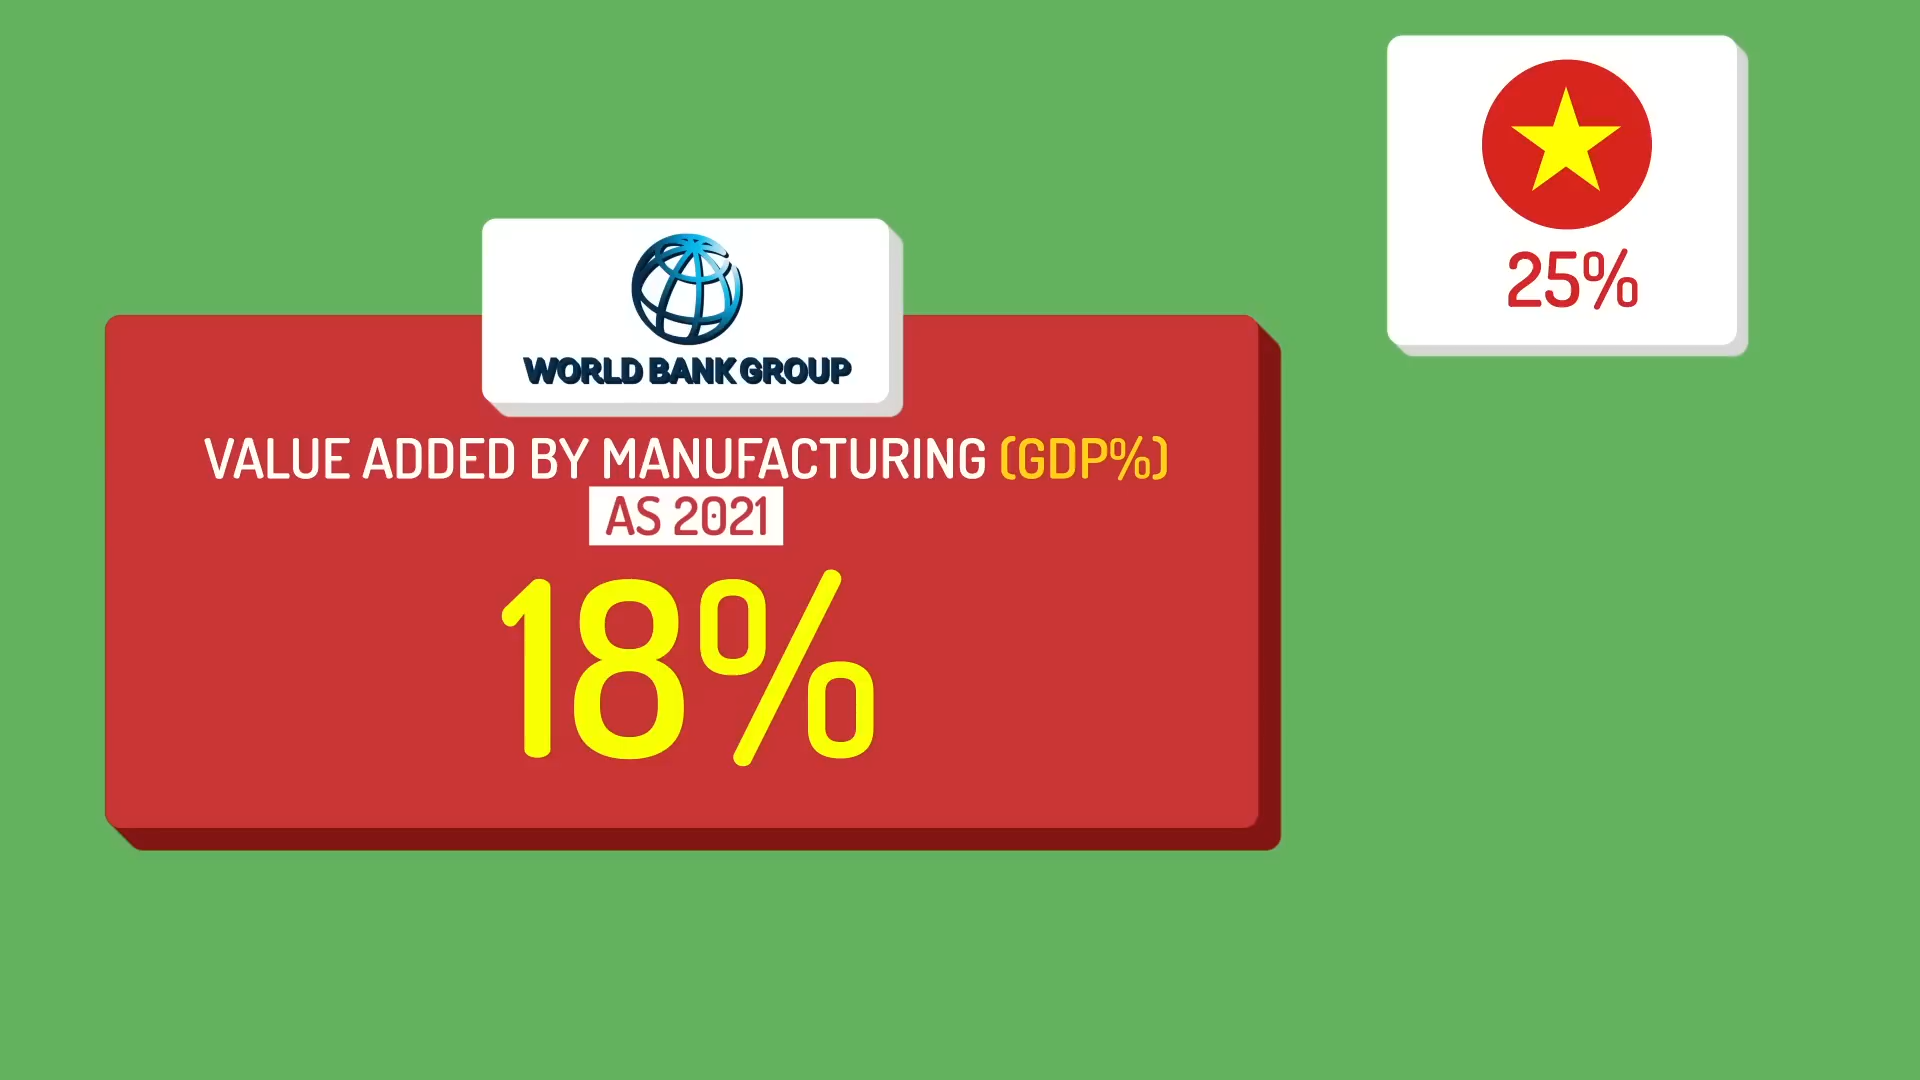 25%
WORLD BANK GROUP
VALUE ADDED BY MANUFACTURING (GDP%)
AS 2021
18%